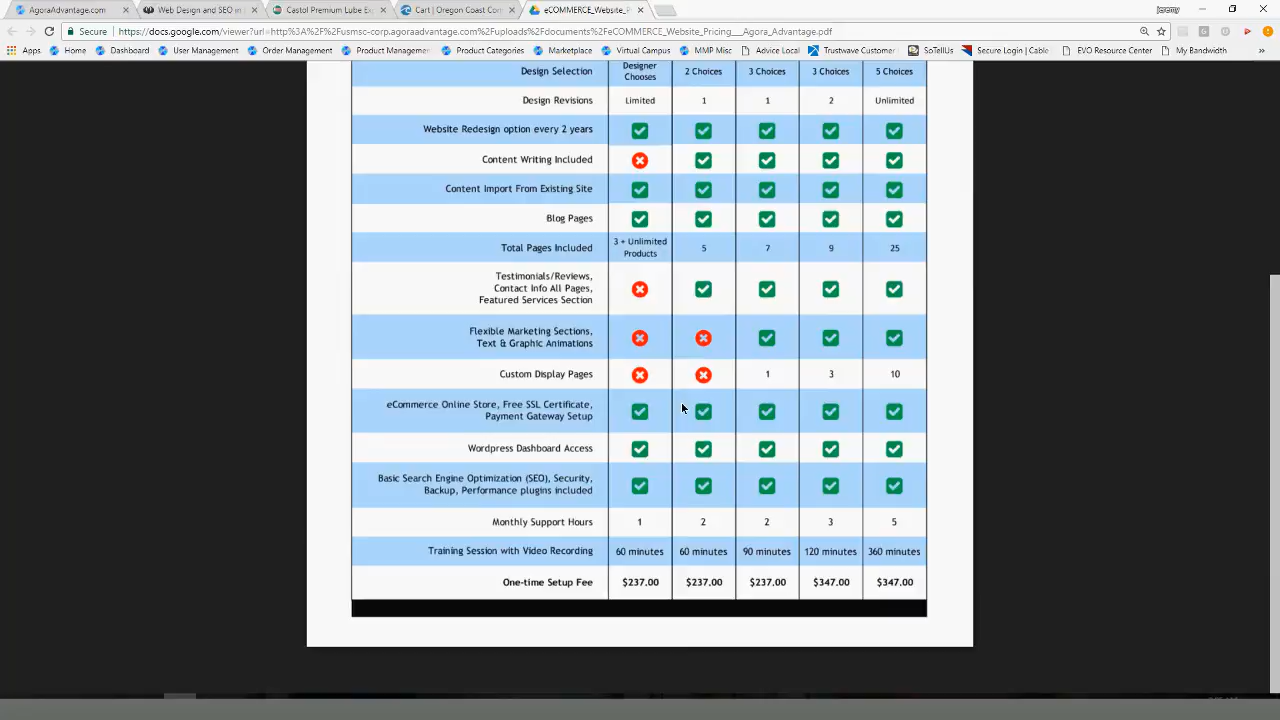 AgoraAdvantage.com
Web Design and SEO in
Castol Premium Lube Ex
Cart | Oregon Coast Com
eCOMMERCE_Website_P
Jeremy
Secure
https://docs.google.com/viewer?url=http%3A%2F%2Fusmsc-corp.agoraadvantage.com%2Fuploads%2Fdocuments%2FeCOMMERCE_Website_Pricing___Agora_Advantage.pdf
Apps Home Dashboard User Management Order Management Product Management Product Categories Marketplace Virtual Campus MMP Misc Advice Local Trustwave Customer SoTellUs Secure Login | Cake EVO Resource Center My Bandwidth
Design Selection Designer Chooses 2 Choices 3 Choices 3 Choices 5 Choices
Design Revisions Limited 1 1 2 Unlimited
Website Redesign option every 2 years
Content Writing Included
Content Import From Existing Site
Blog Pages
Total Pages Included 3 + Unlimited Products 5 7 9 25
Testimonials/Reviews,
Contact Info All Pages,
Featured Services Section
Flexible Marketing Sections,
Text & Graphic Animations
Custom Display Pages 1 3 10
eCommerce Online Store, Free SSL Certificate,
Payment Gateway Setup
Wordpress Dashboard Access
Basic Search Engine Optimization (SEO), Security,
Backup, Performance plugins included
Monthly Support Hours 1 2 2 3 5
Training Session with Video Recording 60 minutes 60 minutes 90 minutes 120 minutes 360 minutes
One-time Setup Fee $237.00 $237.00 $237.00 $347.00 $347.00